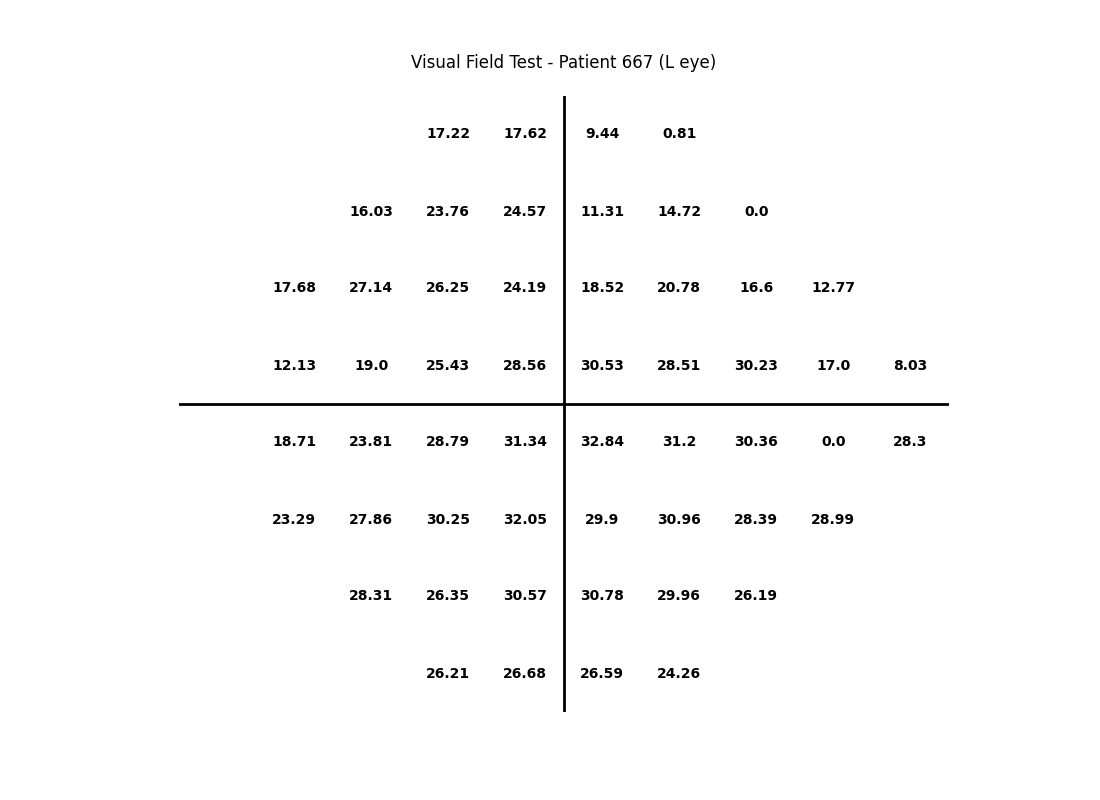 Visual Field Test - Patient 667 (L eye)
17.22 17.62 9.44 0.81
16.03 23.76 24.57 11.31 14.72 0.0
17.68 27.14 26.25 24.19 18.52 20.78 16.6 12.77
12.13 19.0 25.43 28.56 30.53 28.51 30.23 17.0 8.03
18.71 23.81 28.79 31.34 32.84 31.2 30.36 0.0 28.3
23.29 27.86 30.25 32.05 29.9 30.96 28.39 28.99
28.31 26.35 30.57 30.78 29.96 26.19
26.21 26.68 26.59 24.26